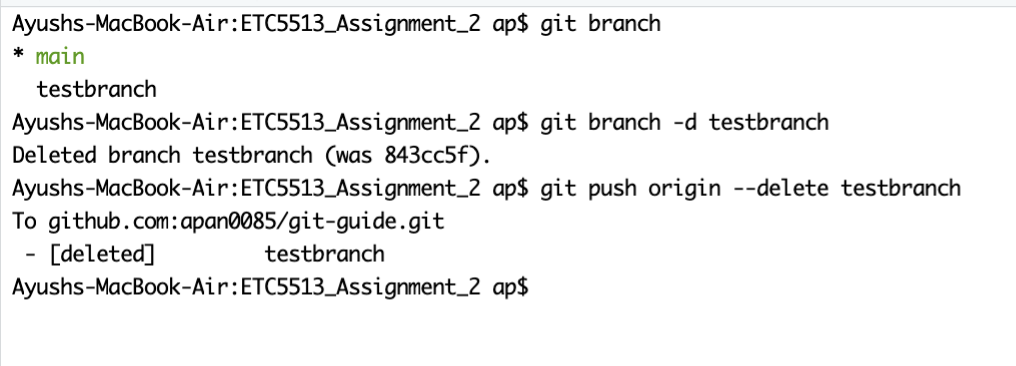 Ayushs-MacBook-Air:ETC5513_Assignment_2 ap$ git branch
* main
  testbranch
Ayushs-MacBook-Air:ETC5513_Assignment_2 ap$ git branch -d testbranch
Deleted branch testbranch (was 843cc5f).
Ayushs-MacBook-Air:ETC5513_Assignment_2 ap$ git push origin --delete testbranch
To github.com:apan0085/git-guide.git
 - [deleted]         testbranch
Ayushs-MacBook-Air:ETC5513_Assignment_2 ap$